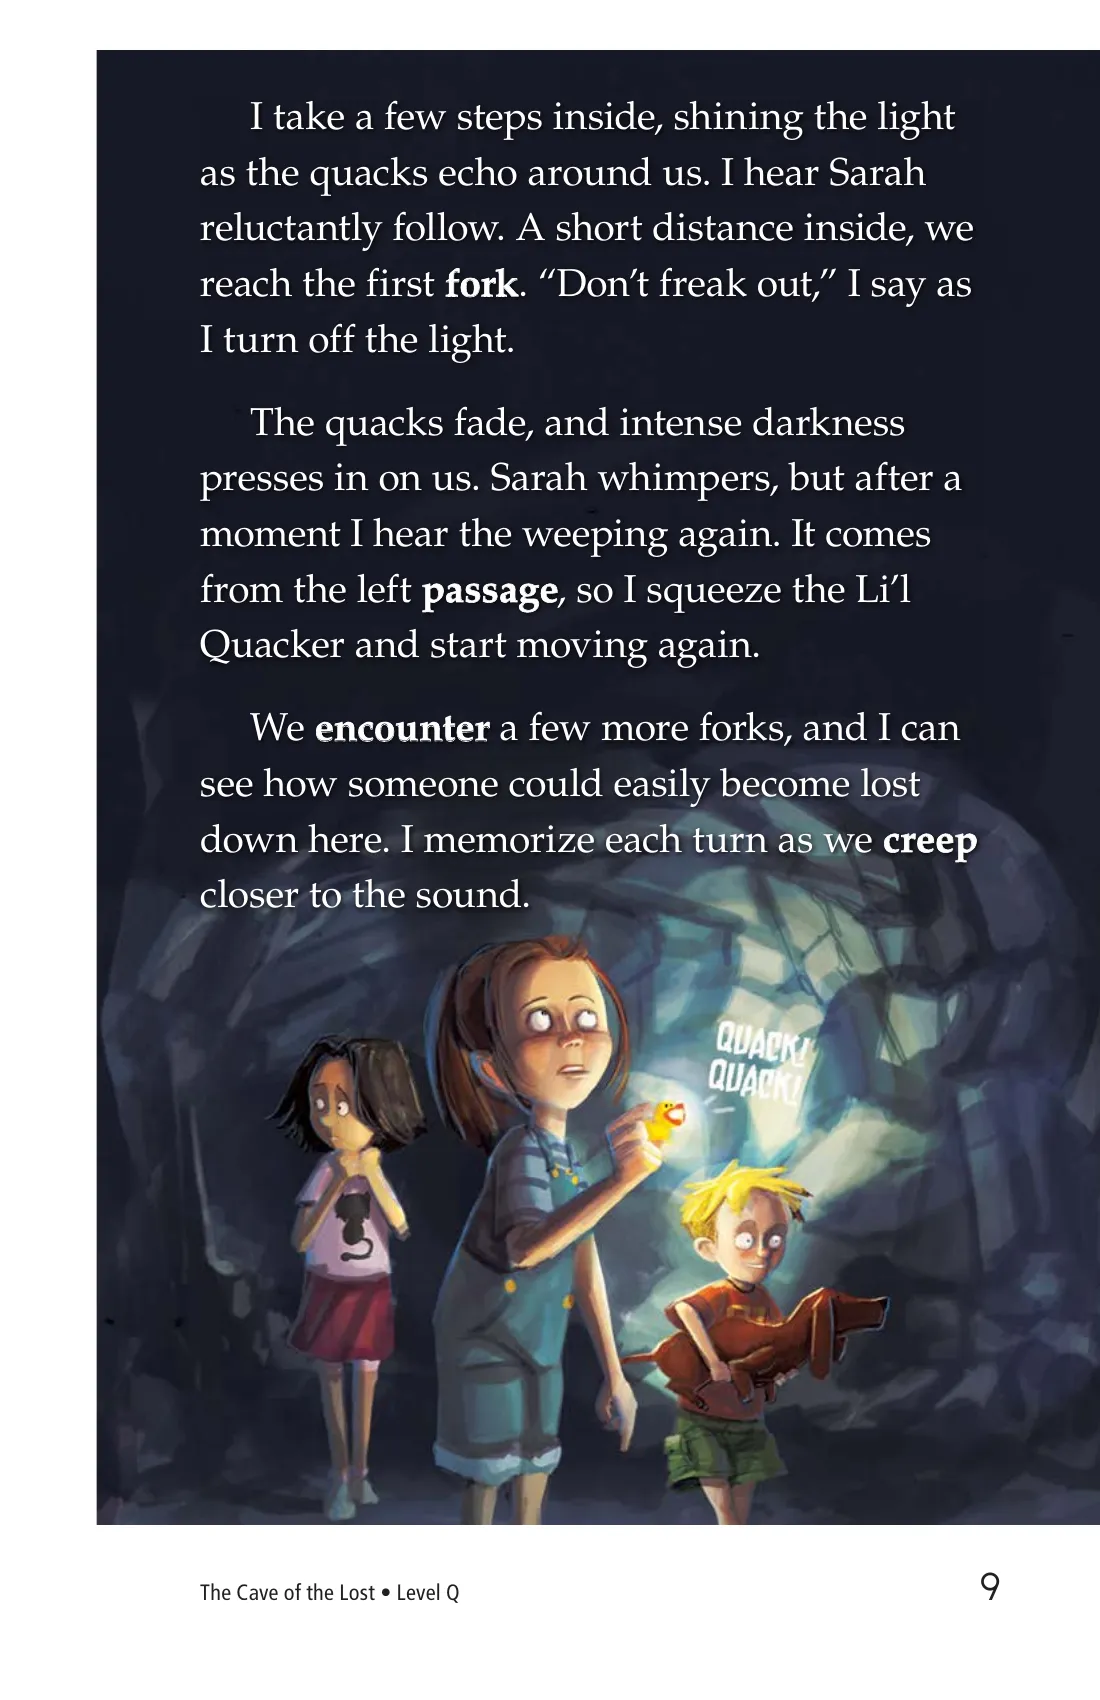 I take a few steps inside, shining the light
as the quacks echo around us. I hear Sarah
reluctantly follow. A short distance inside, we
reach the first fork. “Don’t freak out,” I say as
I turn off the light.
The quacks fade, and intense darkness
presses in on us. Sarah whimpers, but after a
moment I hear the weeping again. It comes
from the left passage, so I squeeze the Li’l
Quacker and start moving again.
We encounter a few more forks, and I can
see how someone could easily become lost
down here. I memorize each turn as we creep
closer to the sound.
QUACK!
QUACK!
The Cave of the Lost • Level Q
9